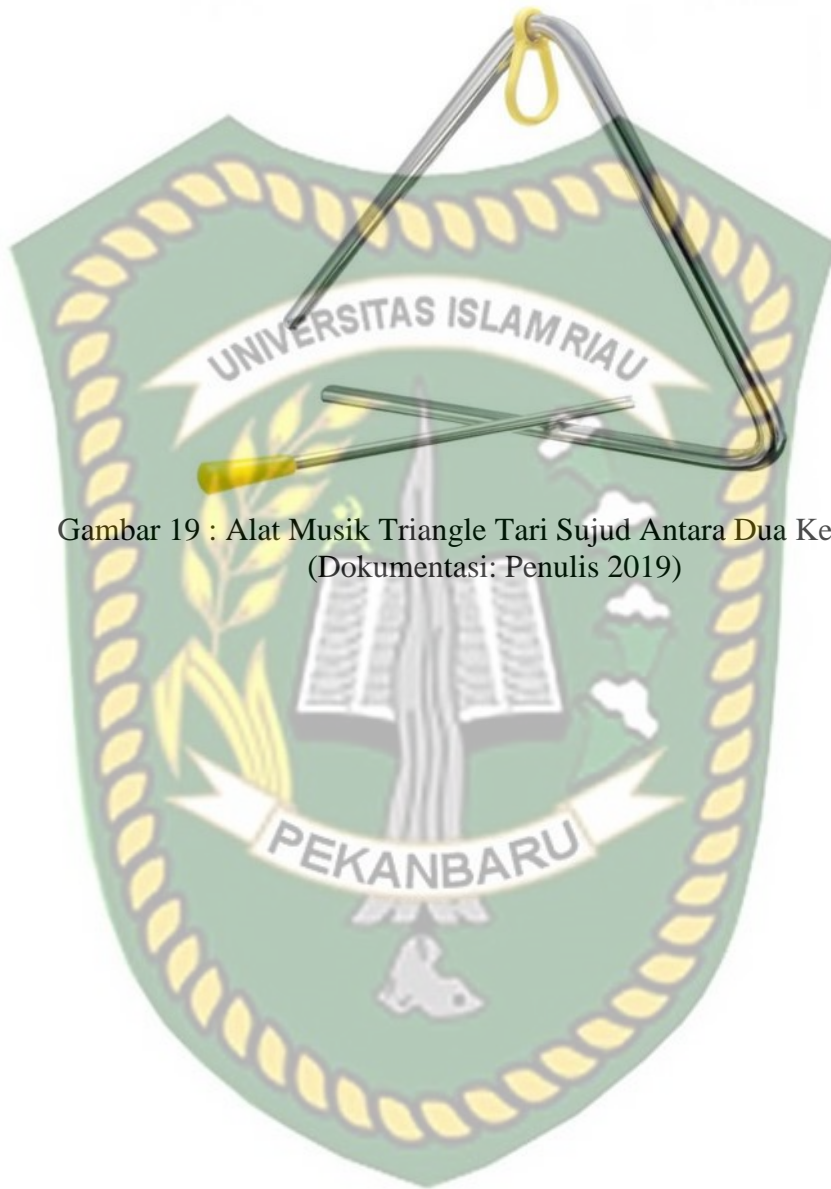 UNIVERSITAS ISLAM RIAU
Gambar 19 : Alat Musik Triangle Tari Sujud Antara Dua Ke
(Dokumentasi: Penulis 2019)
PEKANBARU